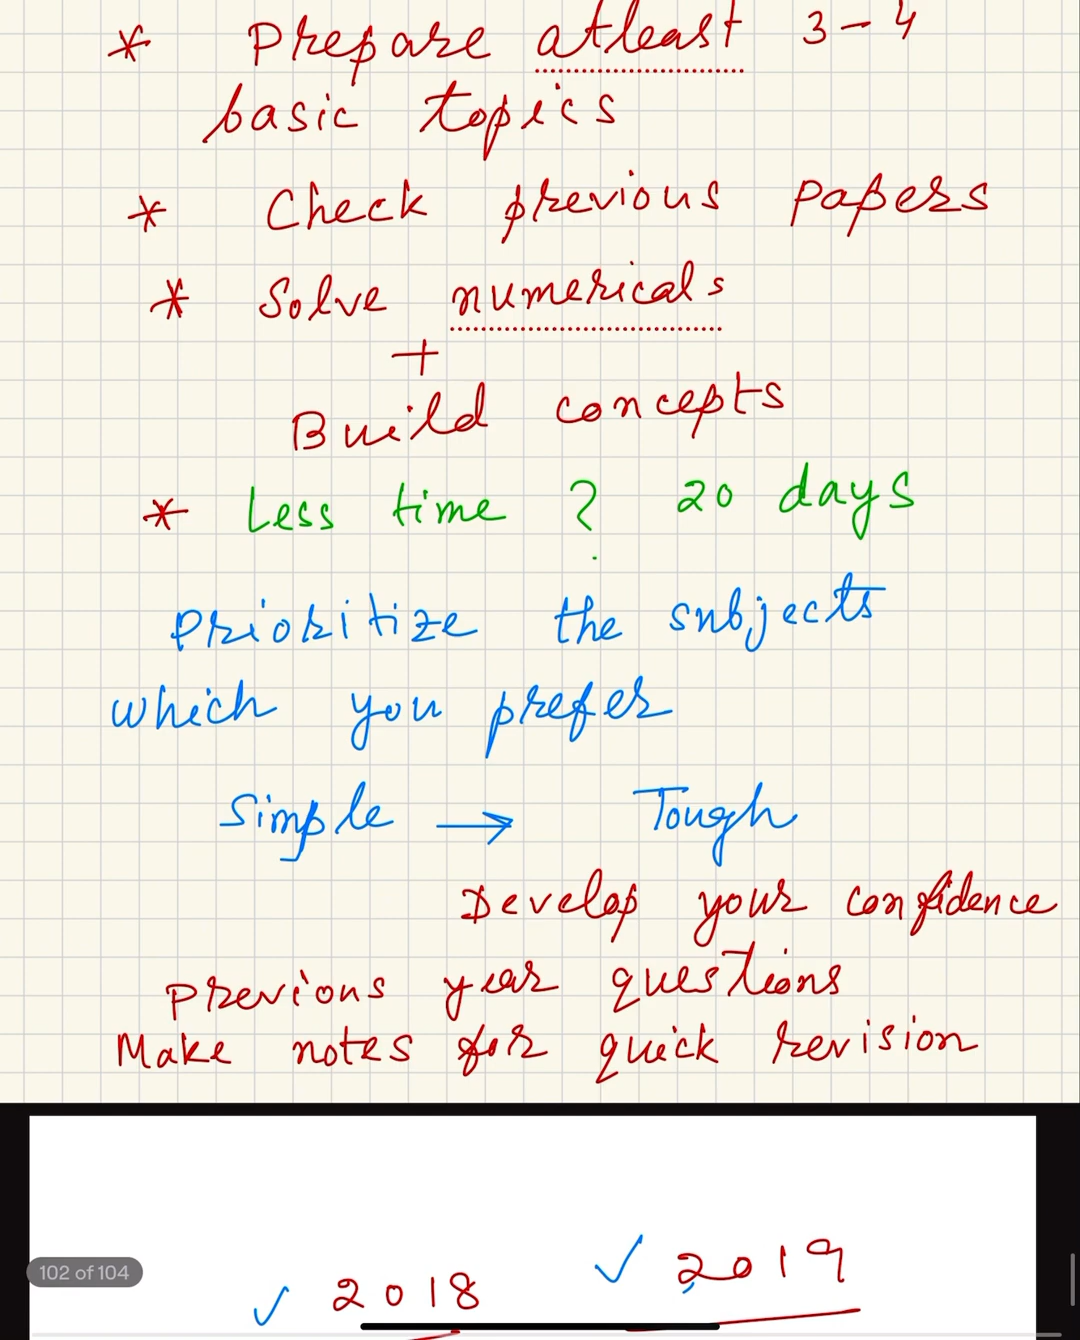 * Prepare atleast 3-4
basic topics
* Check previous papers
* Solve numericals
+
Build concepts
* Less time ? 20 days
Prioritize the subjects
which you prefer
Simple → Tough
Develop your confidence
Previous year questions
Make notes for quick revision
102 of 104
✓ 2018 ✓ 2019